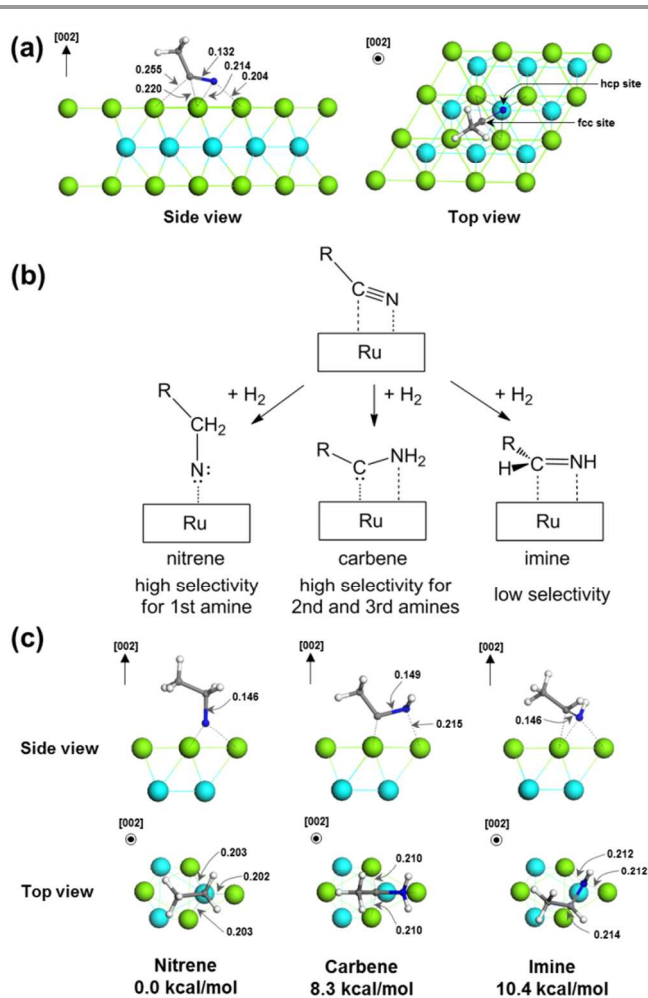 (a)
[002]
0.132
0.255
0.214
0.220
0.204
Side view
[002]
hcp site
fcc site
Top view
(b)
R
C
N
Ru
+ H2
+ H2
+ H2
R
CH2
N:
Ru
nitrene
high selectivity
for 1st amine
R
C
NH2
Ru
carbene
high selectivity for
2nd and 3rd amines
R
H
C
NH
Ru
imine
low selectivity
(c)
[002]
[002]
[002]
Side view
0.146
0.149
0.215
0.146
[002]
[002]
[002]
Top view
0.203
0.202
0.203
0.210
0.210
0.212
0.212
0.214
Nitrene
0.0 kcal/mol
Carbene
8.3 kcal/mol
Imine
10.4 kcal/mol